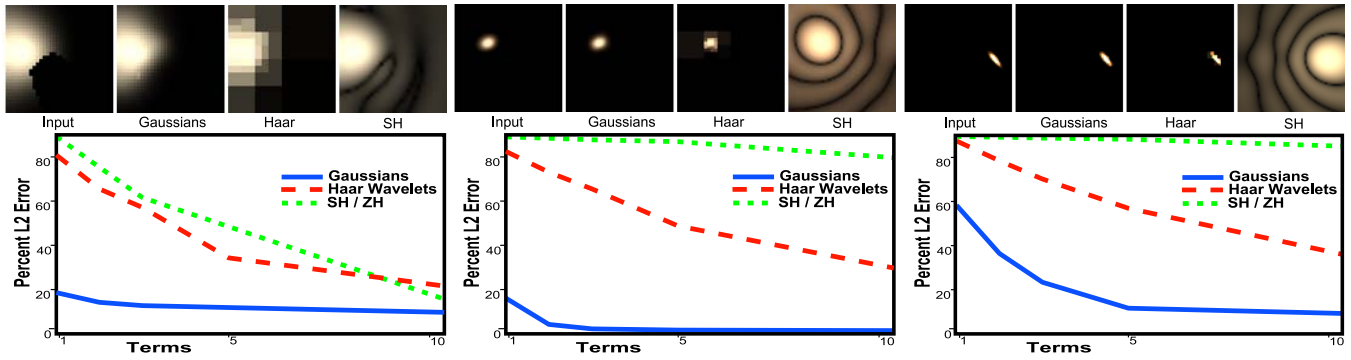 Input Gaussians Haar SH
Input Gaussians Haar SH
Input Gaussians Haar SH
Percent L2 Error
80
60
40
20
0
Gaussians
Haar Wavelets
SH / ZH
1 5 10
Terms
Percent L2 Error
80
60
40
20
0
Gaussians
Haar Wavelets
SH / ZH
1 5 10
Terms
Percent L2 Error
80
60
40
20
0
Gaussians
Haar Wavelets
SH / ZH
1 5 10
Terms